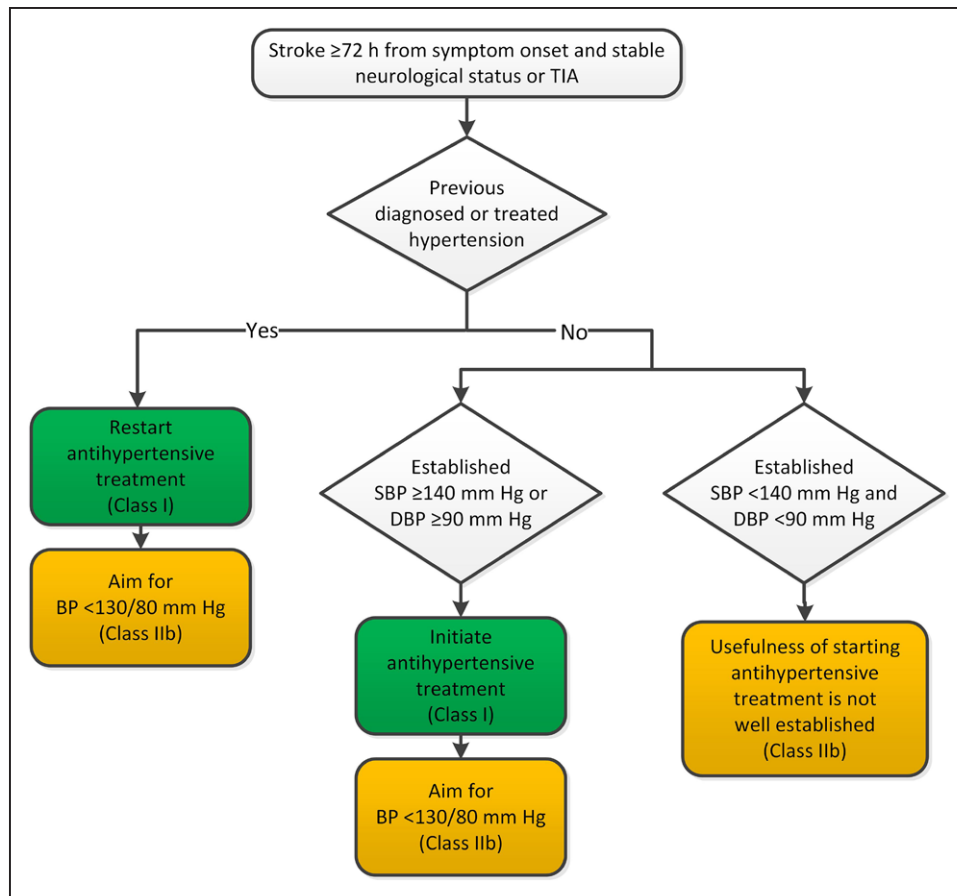 Stroke ≥72 h from symptom onset and stable
neurological status or TIA
Previous
diagnosed or treated
hypertension
Yes
No
Restart
antihypertensive
treatment
(Class I)
Aim for
BP <130/80 mm Hg
(Class IIb)
Established
SBP ≥140 mm Hg or
DBP ≥90 mm Hg
Initiate
antihypertensive
treatment
(Class I)
Aim for
BP <130/80 mm Hg
(Class IIb)
Established
SBP <140 mm Hg and
DBP <90 mm Hg
Usefulness of starting
antihypertensive
treatment is not
well established
(Class IIb)